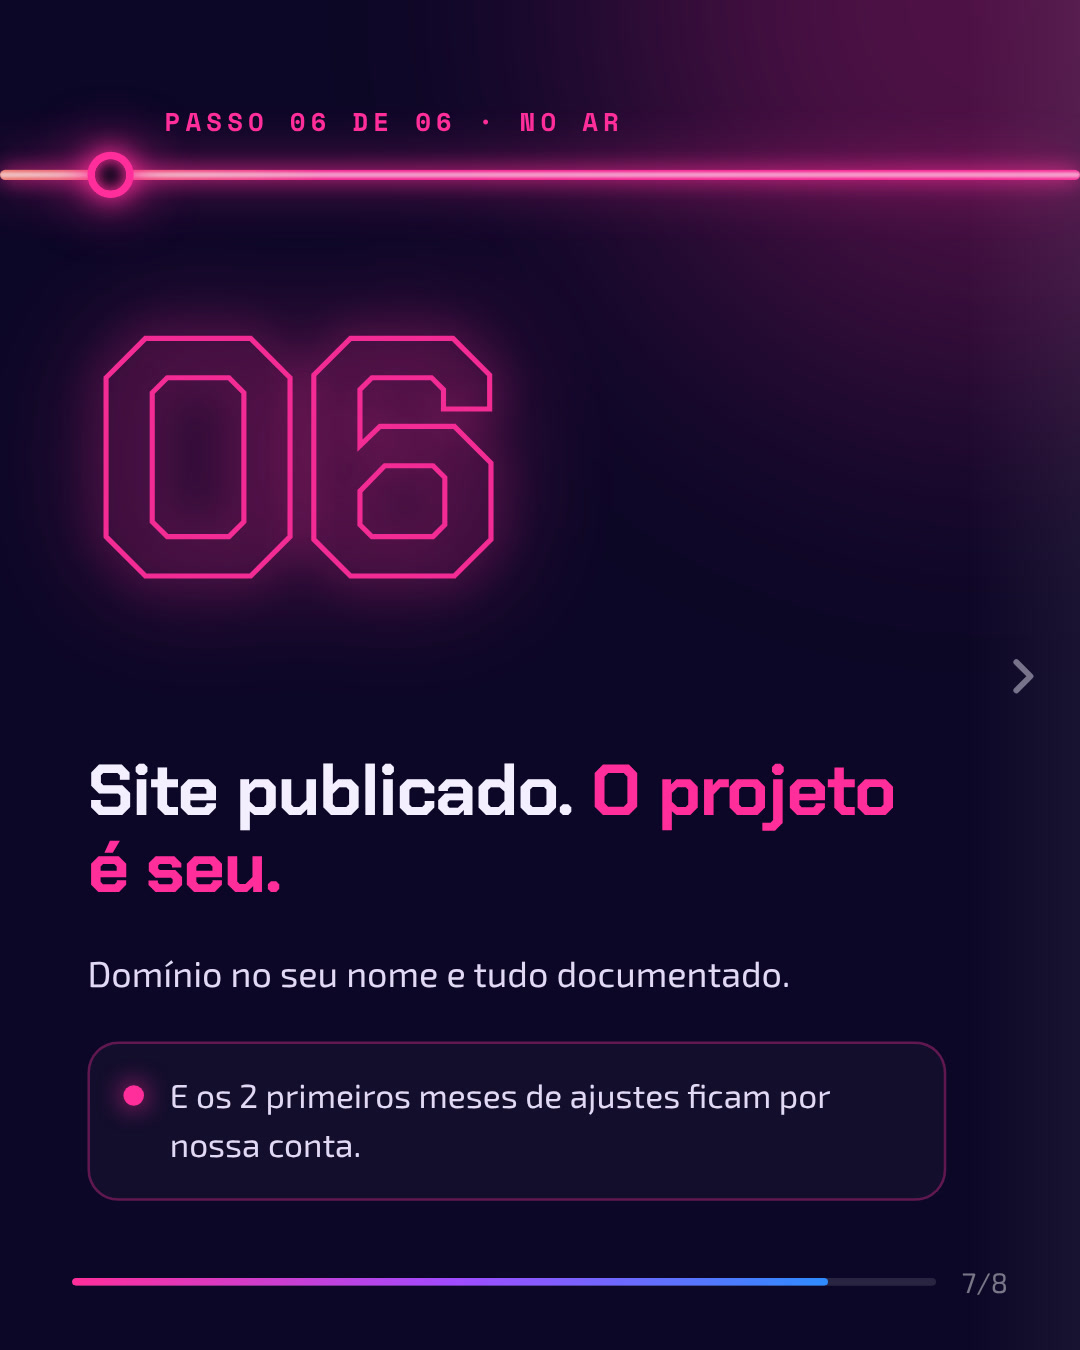 PASSO 06 DE 06 · NO AR
06
Site publicado. O projeto
é seu.
Domínio no seu nome e tudo documentado.
E os 2 primeiros meses de ajustes ficam por
nossa conta.
7/8